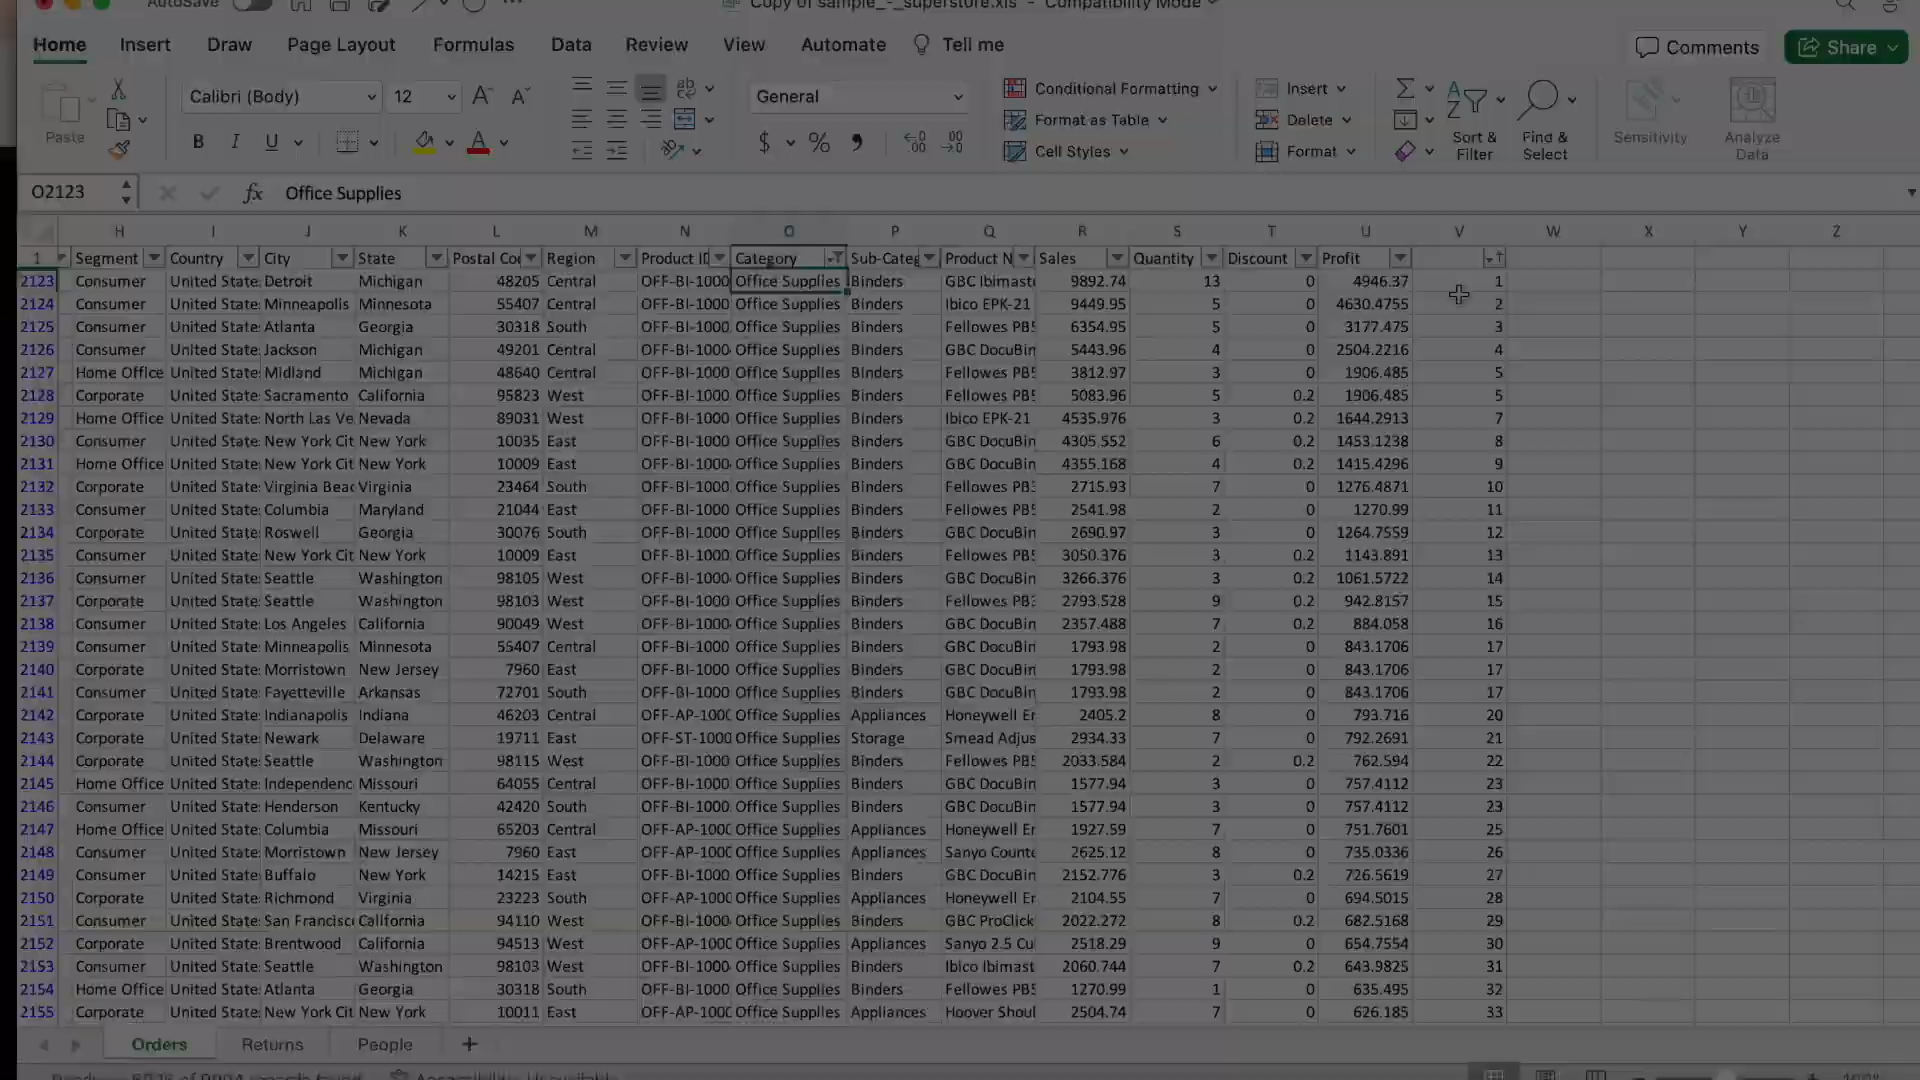 AutoSave Copy of sample_-_superstore.xls - Compatibility Mode
Home Insert Draw Page Layout Formulas Data Review View Automate Tell me Comments Share
Paste Calibri (Body) 12 General Conditional Formatting Format as Table Cell Styles Insert Delete Format Sort & Filter Find & Select Sensitivity Analyze Data
O2123 fx Office Supplies
H I J K L M N O P Q R S T U V W X Y Z
1 Segment Country City State Postal Co Region Product ID Category Sub-Categ Product N Sales Quantity Discount Profit
2123 Consumer United State Detroit Michigan 48205 Central OFF-BI-1000 Office Supplies Binders GBC Ibimast 9892.74 13 0 4946.37 1
2124 Consumer United State Minneapolis Minnesota 55407 Central OFF-BI-1000 Office Supplies Binders Ibico EPK-21 9449.95 5 0 4630.4755 2
2125 Consumer United State Atlanta Georgia 30318 South OFF-BI-1000 Office Supplies Binders Fellowes PB5 6354.95 5 0 3177.475 3
2126 Consumer United State Jackson Michigan 49201 Central OFF-BI-1000 Office Supplies Binders GBC DocuBin 5443.96 4 0 2504.2216 4
2127 Home Office United State Midland Michigan 48640 Central OFF-BI-1000 Office Supplies Binders Fellowes PB5 3812.97 3 0 1906.485 5
2128 Corporate United State Sacramento California 95823 West OFF-BI-1000 Office Supplies Binders Fellowes PB5 5083.96 5 0.2 1906.485 5
2129 Home Office United State North Las Ve Nevada 89031 West OFF-BI-1000 Office Supplies Binders Ibico EPK-21 4535.976 3 0.2 1644.2913 7
2130 Consumer United State New York Cit New York 10035 East OFF-BI-1000 Office Supplies Binders GBC DocuBin 4305.552 6 0.2 1453.1238 8
2131 Home Office United State New York Cit New York 10009 East OFF-BI-1000 Office Supplies Binders GBC DocuBin 4355.168 4 0.2 1415.4296 9
2132 Corporate United State Virginia Beac Virginia 23464 South OFF-BI-1000 Office Supplies Binders Fellowes PB3 2715.93 7 0 1276.4871 10
2133 Consumer United State Columbia Maryland 21044 East OFF-BI-1000 Office Supplies Binders Fellowes PB5 2541.98 2 0 1270.99 11
2134 Corporate United State Roswell Georgia 30076 South OFF-BI-1000 Office Supplies Binders GBC DocuBin 2690.97 3 0 1264.7559 12
2135 Consumer United State New York Cit New York 10009 East OFF-BI-1000 Office Supplies Binders Fellowes PB5 3050.376 3 0.2 1143.891 13
2136 Consumer United State Seattle Washington 98105 West OFF-BI-1000 Office Supplies Binders GBC DocuBin 3266.376 3 0.2 1061.5722 14
2137 Corporate United State Seattle Washington 98103 West OFF-BI-1000 Office Supplies Binders Fellowes PB3 2793.528 9 0.2 942.8157 15
2138 Consumer United State Los Angeles California 90049 West OFF-BI-1000 Office Supplies Binders GBC DocuBin 2357.488 7 0.2 884.058 16
2139 Consumer United State Minneapolis Minnesota 55407 Central OFF-BI-1000 Office Supplies Binders GBC DocuBin 1793.98 2 0 843.1706 17
2140 Corporate United State Morristown New Jersey 7960 East OFF-BI-1000 Office Supplies Binders GBC DocuBin 1793.98 2 0 843.1706 17
2141 Consumer United State Fayetteville Arkansas 72701 South OFF-BI-1000 Office Supplies Binders GBC DocuBin 1793.98 2 0 843.1706 17
2142 Corporate United State Indianapolis Indiana 46203 Central OFF-AP-1000 Office Supplies Appliances Honeywell En 2405.2 8 0 793.716 20
2143 Corporate United State Newark Delaware 19711 East OFF-ST-1000 Office Supplies Storage Smead Adjus 2934.33 7 0 792.2691 21
2144 Corporate United State Seattle Washington 98115 West OFF-BI-1000 Office Supplies Binders Fellowes PB5 2033.584 2 0.2 762.594 22
2145 Home Office United State Independenc Missouri 64055 Central OFF-BI-1000 Office Supplies Binders GBC DocuBin 1577.94 3 0 757.4112 23
2146 Consumer United State Henderson Kentucky 42420 South OFF-BI-1000 Office Supplies Binders GBC DocuBin 1577.94 3 0 757.4112 23
2147 Home Office United State Columbia Missouri 65203 Central OFF-AP-1000 Office Supplies Appliances Honeywell En 1927.59 7 0 751.7601 25
2148 Consumer United State Morristown New Jersey 7960 East OFF-AP-1000 Office Supplies Appliances Sanyo Counte 2625.12 8 0 735.0336 26
2149 Consumer United State Buffalo New York 14215 East OFF-BI-1000 Office Supplies Binders GBC DocuBin 2152.776 3 0.2 726.5619 27
2150 Corporate United State Richmond Virginia 23223 South OFF-AP-1000 Office Supplies Appliances Honeywell En 2104.55 7 0 694.5015 28
2151 Consumer United State San Francisco California 94110 West OFF-BI-1000 Office Supplies Binders GBC ProClick 2022.272 8 0.2 682.5168 29
2152 Corporate United State Brentwood California 94513 West OFF-AP-1000 Office Supplies Appliances Sanyo 2.5 Cu 2518.29 9 0 654.7554 30
2153 Consumer United State Seattle Washington 98103 West OFF-BI-1000 Office Supplies Binders Ibico Ibimast 2060.744 7 0.2 643.9825 31
2154 Home Office United State Atlanta Georgia 30318 South OFF-BI-1000 Office Supplies Binders Fellowes PB5 1270.99 1 0 635.495 32
2155 Corporate United State New York Cit New York 10011 East OFF-AP-1000 Office Supplies Appliances Hoover Shoul 2504.74 7 0 626.185 33
Orders Returns People +